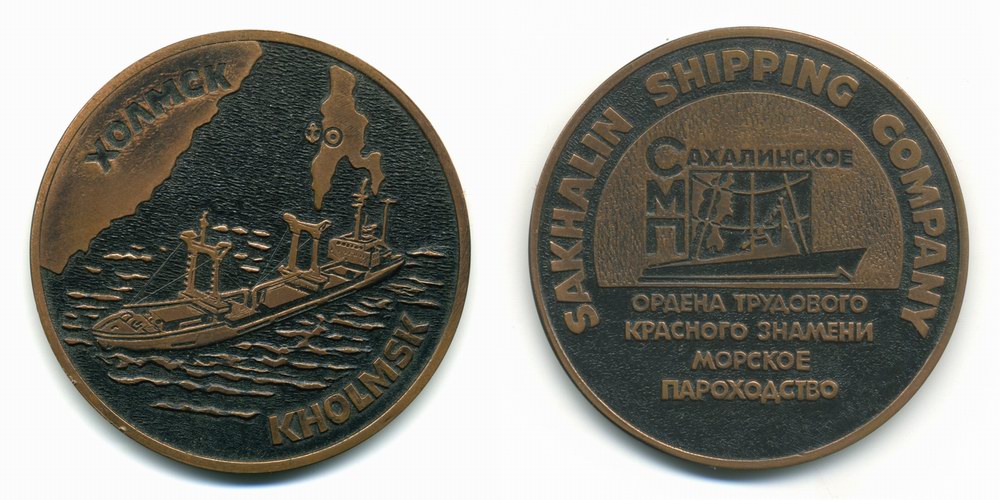 ХОЛМСК
KHOLMSK
SAKHALIN SHIPPING COMPANY
САХАЛИНСКОЕ
М
П
ОРДЕНА ТРУДОВОГО
КРАСНОГО ЗНАМЕНИ
МОРСКОЕ
ПАРОХОДСТВО